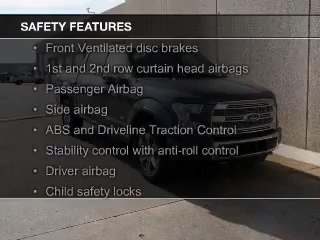 SAFETY FEATURES
• Front Ventilated disc brakes
• 1st and 2nd row curtain head airbags
• Passenger Airbag
• Side airbag
• ABS and Driveline Traction Control
• Stability control with anti-roll control
• Driver airbag
• Child safety locks